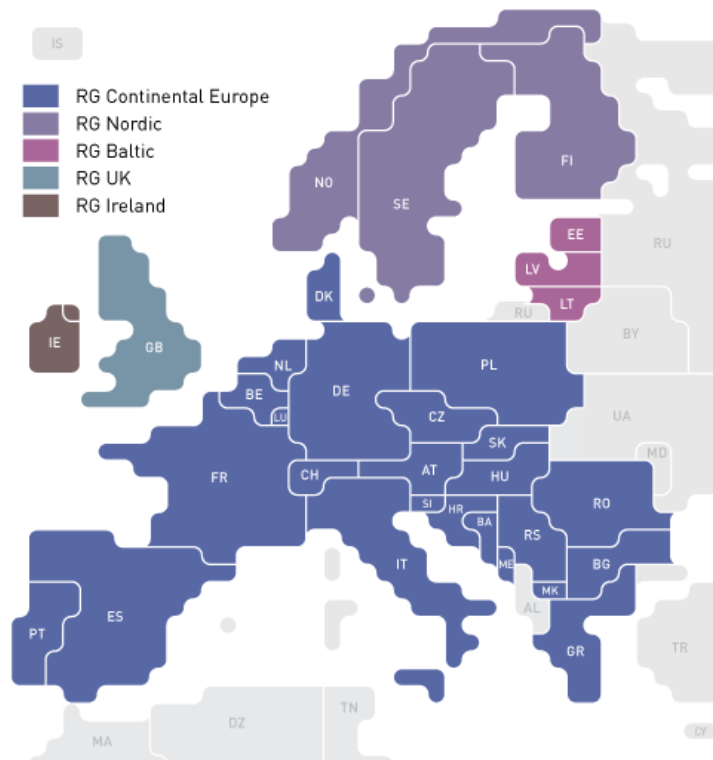 IS
RG Continental Europe
RG Nordic
RG Baltic
RG UK
RG Ireland
NO
SE
FI
RU
EE
LV
LT
RU
BY
DK
IE
GB
NL
BE
LU
DE
PL
CZ
UA
MD
SK
FR
CH
AT
HU
SI
HR
BA
RO
RS
IT
ME
BG
MK
AL
PT
ES
GR
TR
MA
DZ
TN
CY